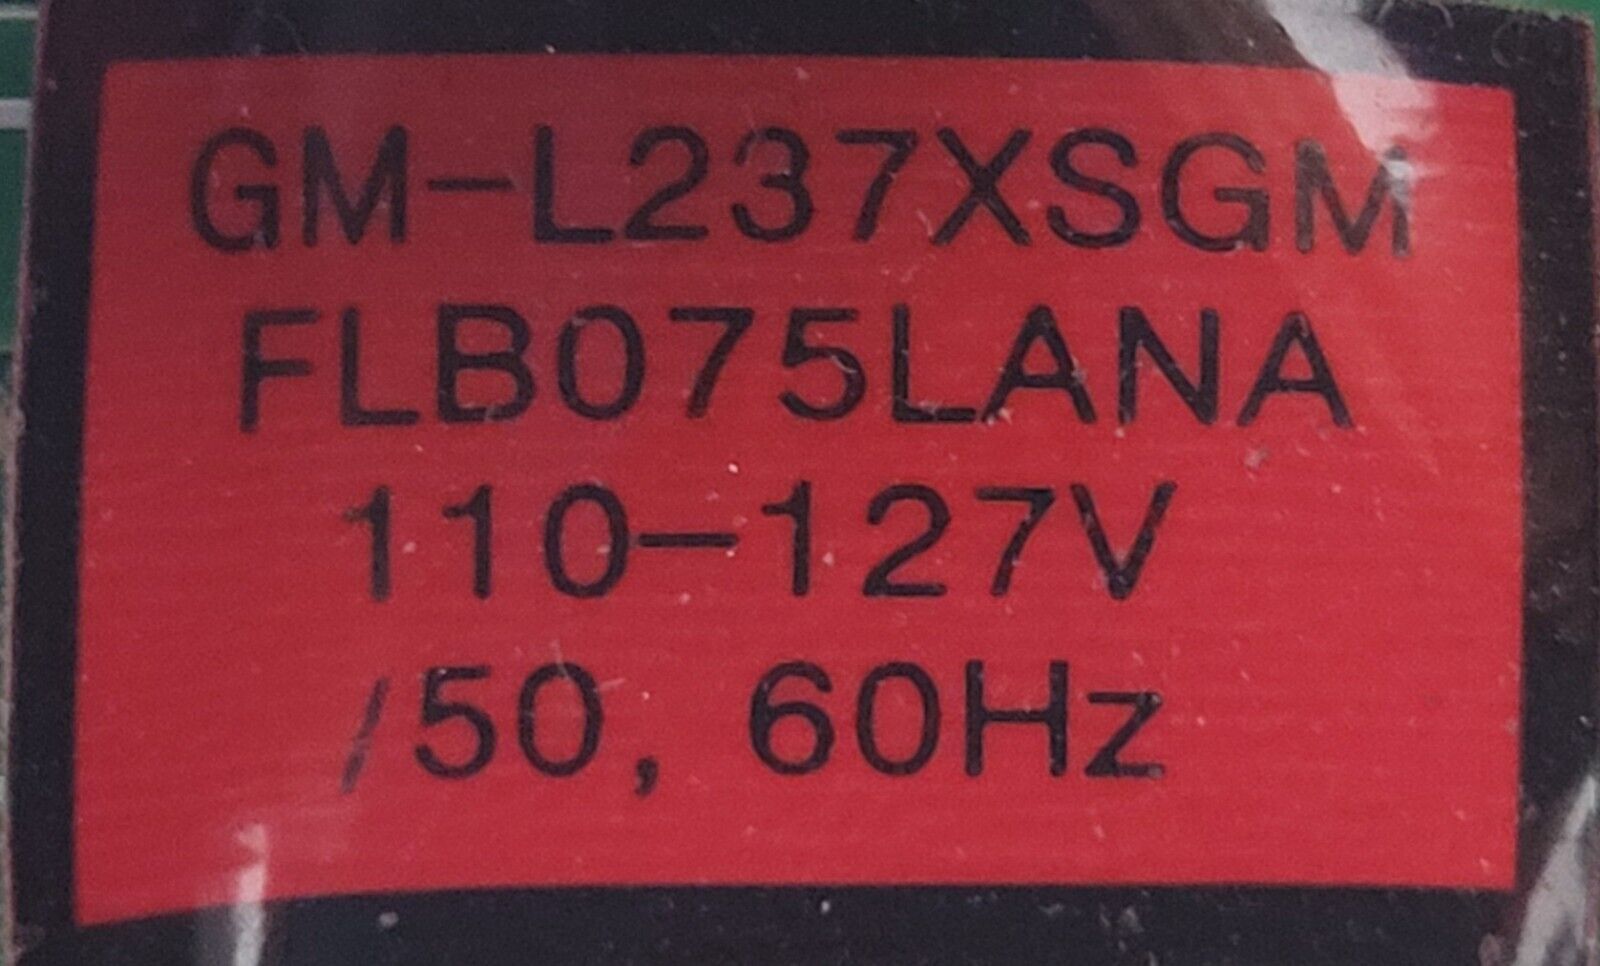 GM-L237XSGM
FLB075LANA
110-127V
/50, 60Hz